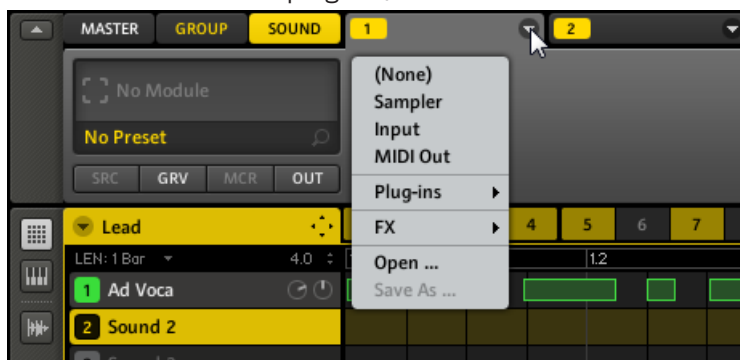 MASTER GROUP SOUND 1 2
No Module
No Preset
SRC GRV MCR OUT
(None)
Sampler
Input
MIDI Out
Plug-ins
FX
Open ...
Save As ...
Lead 4 5 6 7
LEN: 1 Bar 4.0 1.2
1 Ad Voca
2 Sound 2